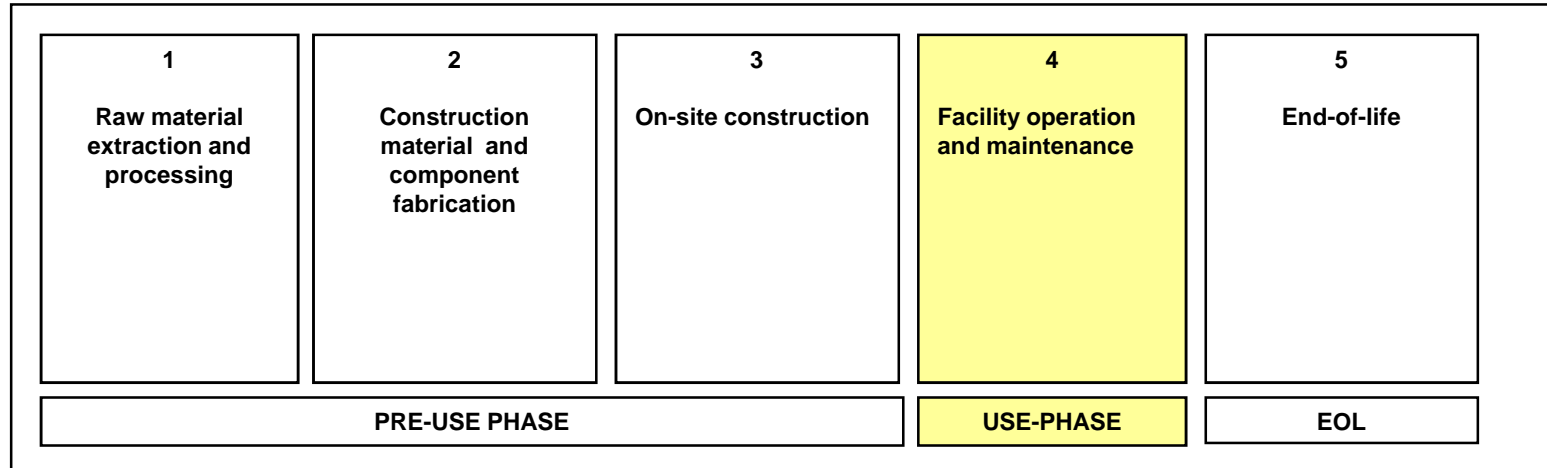 1
Raw material
extraction and
processing
2
Construction
material and
component
fabrication
3
On-site construction
4
Facility operation
and maintenance
5
End-of-life
PRE-USE PHASE
USE-PHASE
EOL